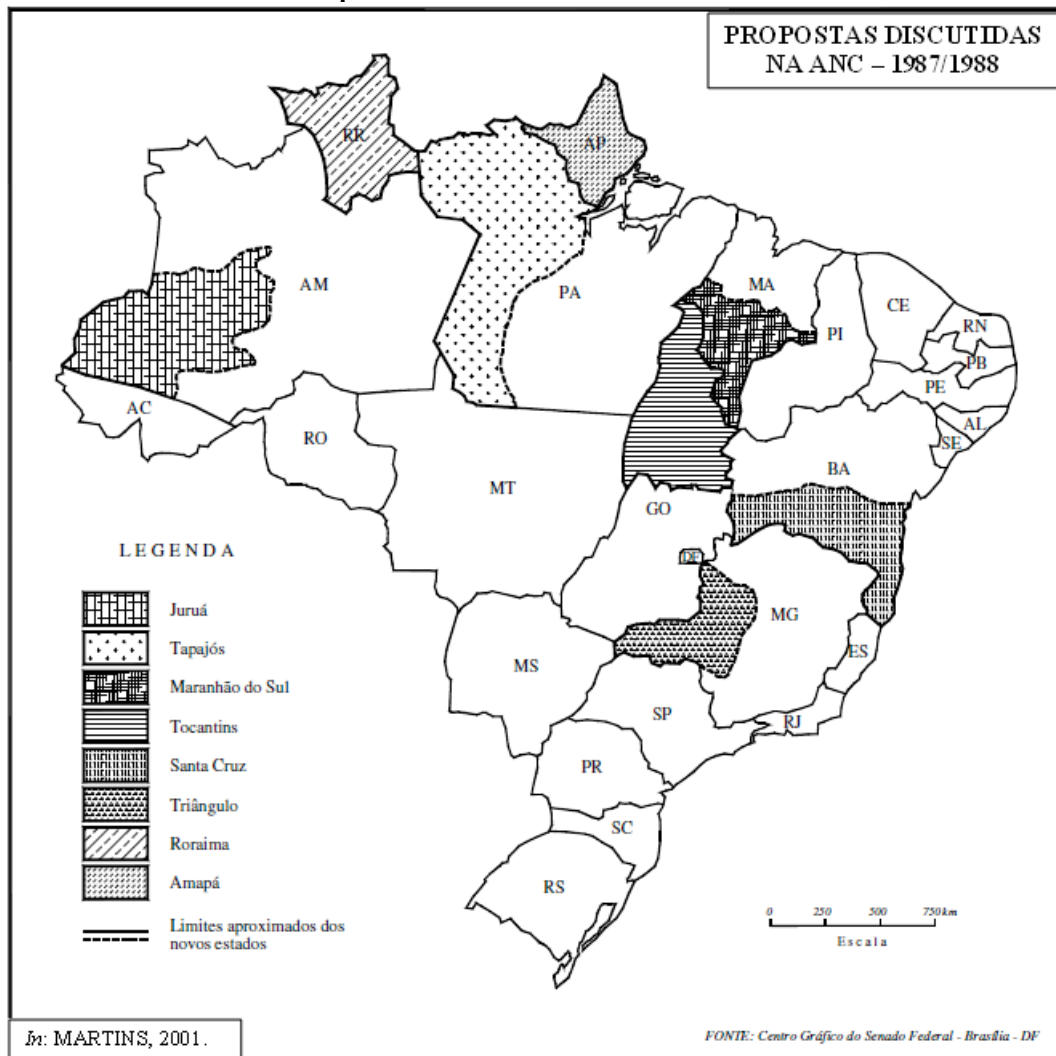 PROPOSTAS DISCUTIDAS
NA ANC – 1987/1988
RR
AP
AM
PA
MA
CE
RN
PI
PB
PE
AL
SE
AC
RO
BA
MT
GO
DF
MG
ES
MS
SP
RJ
PR
SC
RS
LEGENDA
Juruá
Tapajós
Maranhão do Sul
Tocantins
Santa Cruz
Triângulo
Roraima
Amapá
Limites aproximados dos
novos estados
0 250 500 750 km
Escala
In: MARTINS, 2001.
FONTE: Centro Gráfico do Senado Federal - Brasília - DF